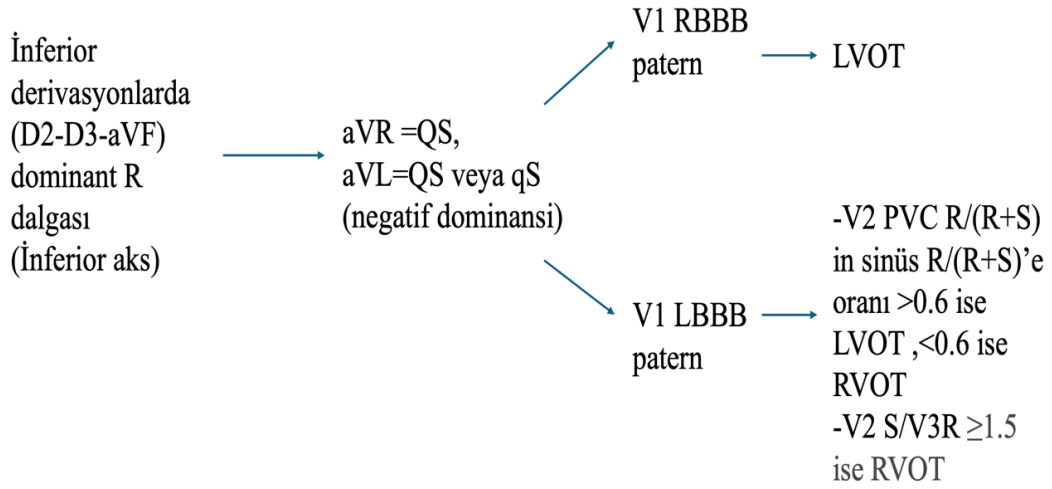 İnferior
derivasyonlarda
(D2-D3-aVF)
dominant R
dalgası
(İnferior aks)
aVR =QS,
aVL=QS veya qS
(negatif dominansi)
V1 RBBB
patern
LVOT
V1 LBBB
patern
-V2 PVC R/(R+S)
in sinüs R/(R+S)’e
oranı >0.6 ise
LVOT ,<0.6 ise
RVOT
-V2 S/V3R ≥1.5
ise RVOT